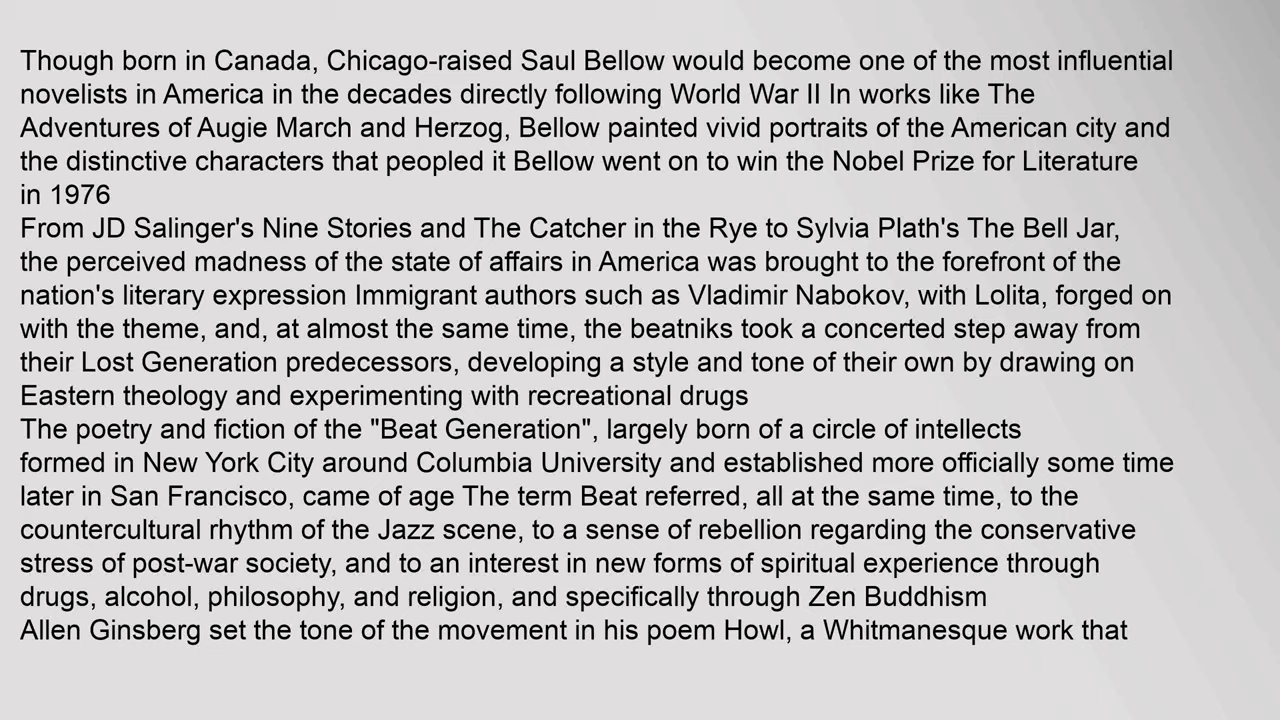 Though born in Canada, Chicago-raised Saul Bellow would become one of the most influential
novelists in America in the decades directly following World War II In works like The
Adventures of Augie March and Herzog, Bellow painted vivid portraits of the American city and
the distinctive characters that peopled it Bellow went on to win the Nobel Prize for Literature
in 1976
From JD Salinger's Nine Stories and The Catcher in the Rye to Sylvia Plath's The Bell Jar,
the perceived madness of the state of affairs in America was brought to the forefront of the
nation's literary expression Immigrant authors such as Vladimir Nabokov, with Lolita, forged on
with the theme, and, at almost the same time, the beatniks took a concerted step away from
their Lost Generation predecessors, developing a style and tone of their own by drawing on
Eastern theology and experimenting with recreational drugs
The poetry and fiction of the "Beat Generation", largely born of a circle of intellects
formed in New York City around Columbia University and established more officially some time
later in San Francisco, came of age The term Beat referred, all at the same time, to the
countercultural rhythm of the Jazz scene, to a sense of rebellion regarding the conservative
stress of post-war society, and to an interest in new forms of spiritual experience through
drugs, alcohol, philosophy, and religion, and specifically through Zen Buddhism
Allen Ginsberg set the tone of the movement in his poem Howl, a Whitmanesque work that